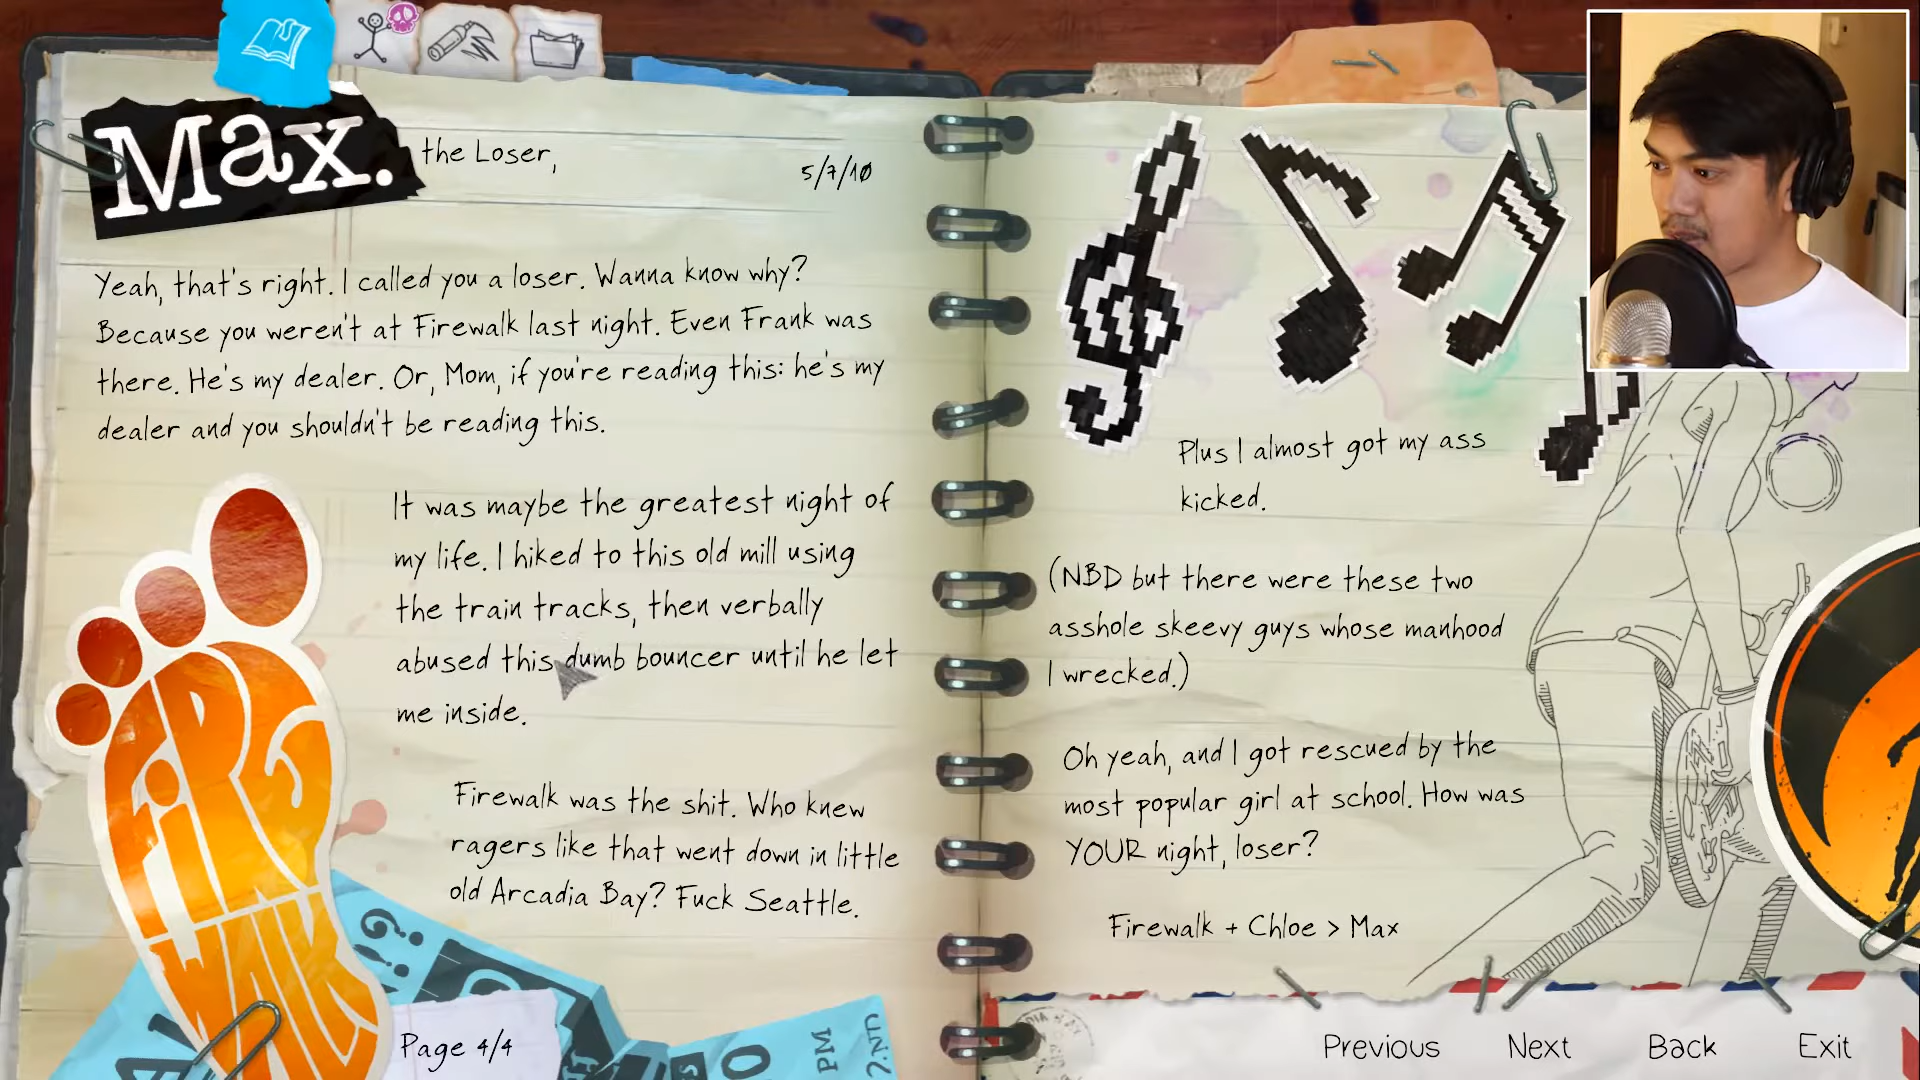 Max.
the Loser,
5/7/10
Yeah, that's right. I called you a loser. Wanna know why?
Because you weren't at Firewalk last night. Even Frank was
there. He's my dealer. Or, Mom, if you're reading this: he's my
dealer and you shouldn't be reading this.
It was maybe the greatest night of
my life. I hiked to this old mill using
the train tracks, then verbally
abused this dumb bouncer until he let
me inside.
Firewalk was the shit. Who knew
ragers like that went down in little
old Arcadia Bay? Fuck Seattle.
FIRE
WALK
PM
Page 4/4
Plus I almost got my ass
kicked.
(NBD but there were these two
asshole skeevy guys whose manhood
I wrecked.)
Oh yeah, and I got rescued by the
most popular girl at school. How was
YOUR night, loser?
Firewalk + Chloe > Max
Previous
Next
Back
Exit